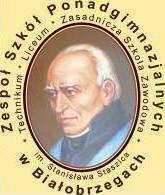 Zespół Szkół Ponadgimnazjalnych
Technikum · Liceum · Zasadnicza Szkoła Zawodowa
im. Stanisława Staszica
w Białobrzegach